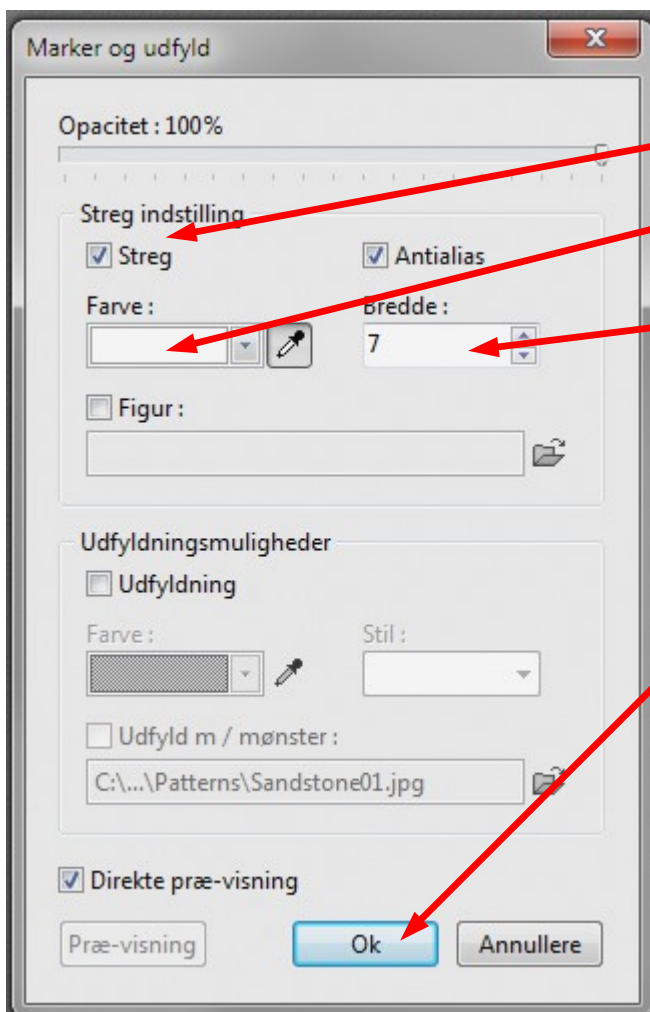 Marker og udfyld
Opacitet : 100%
Streg indstilling
Streg Antialias
Farve : Bredde :
7
Figur :
Udfyldningsmuligheder
Udfyldning
Farve : Stil :
Udfyld m / mønster :
C:\...\Patterns\Sandstone01.jpg
Direkte præ-visning
Præ-visning Ok Annullere